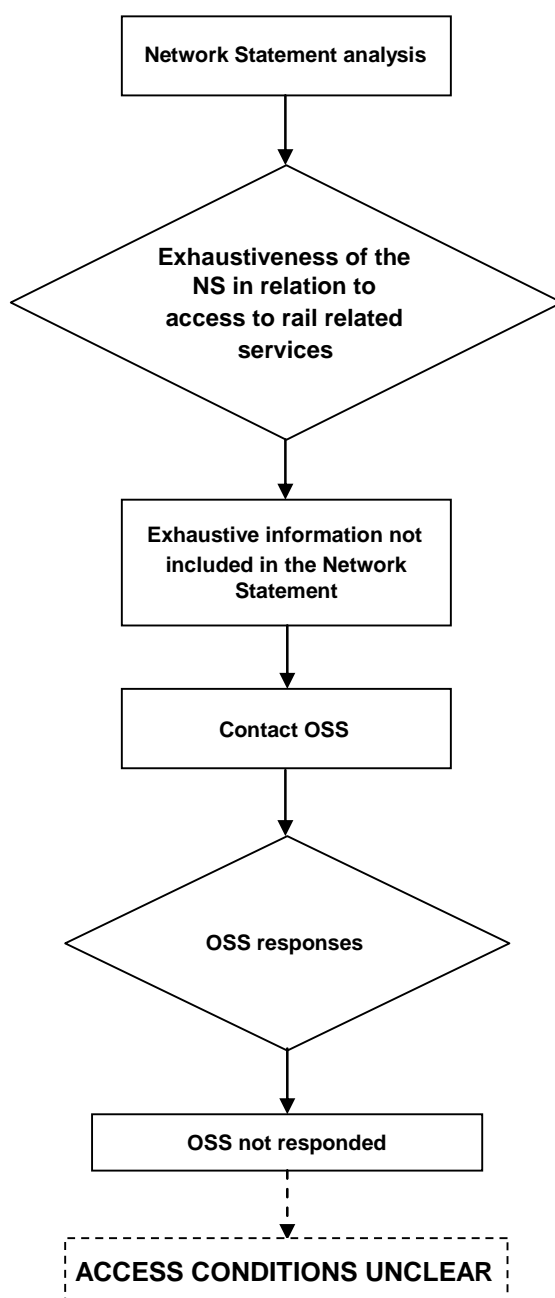 Network Statement analysis
Exhaustiveness of the
NS in relation to
access to rail related
services
Exhaustive information not
included in the Network
Statement
Contact OSS
OSS responses
OSS not responded
ACCESS CONDITIONS UNCLEAR